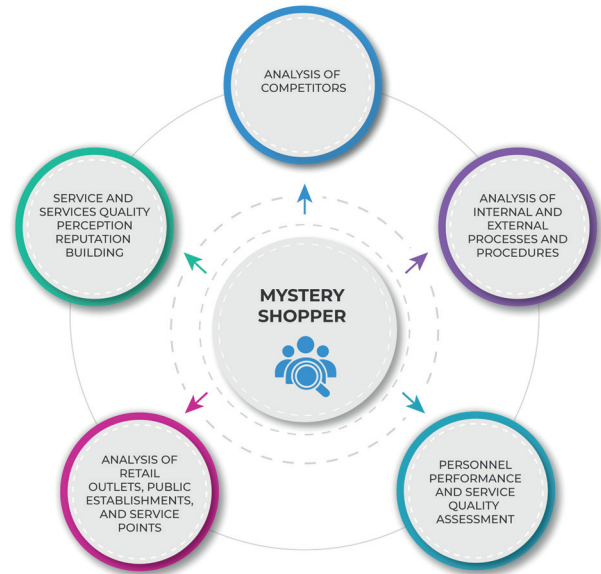 ANALYSIS OF
COMPETITORS
SERVICE AND
SERVICES QUALITY
PERCEPTION
REPUTATION
BUILDING
ANALYSIS OF
INTERNAL AND
EXTERNAL
PROCESSES AND
PROCEDURES
MYSTERY
SHOPPER
ANALYSIS OF
RETAIL
OUTLETS, PUBLIC
ESTABLISHMENTS,
AND SERVICE
POINTS
PERSONNEL
PERFORMANCE
AND SERVICE
QUALITY
ASSESSMENT